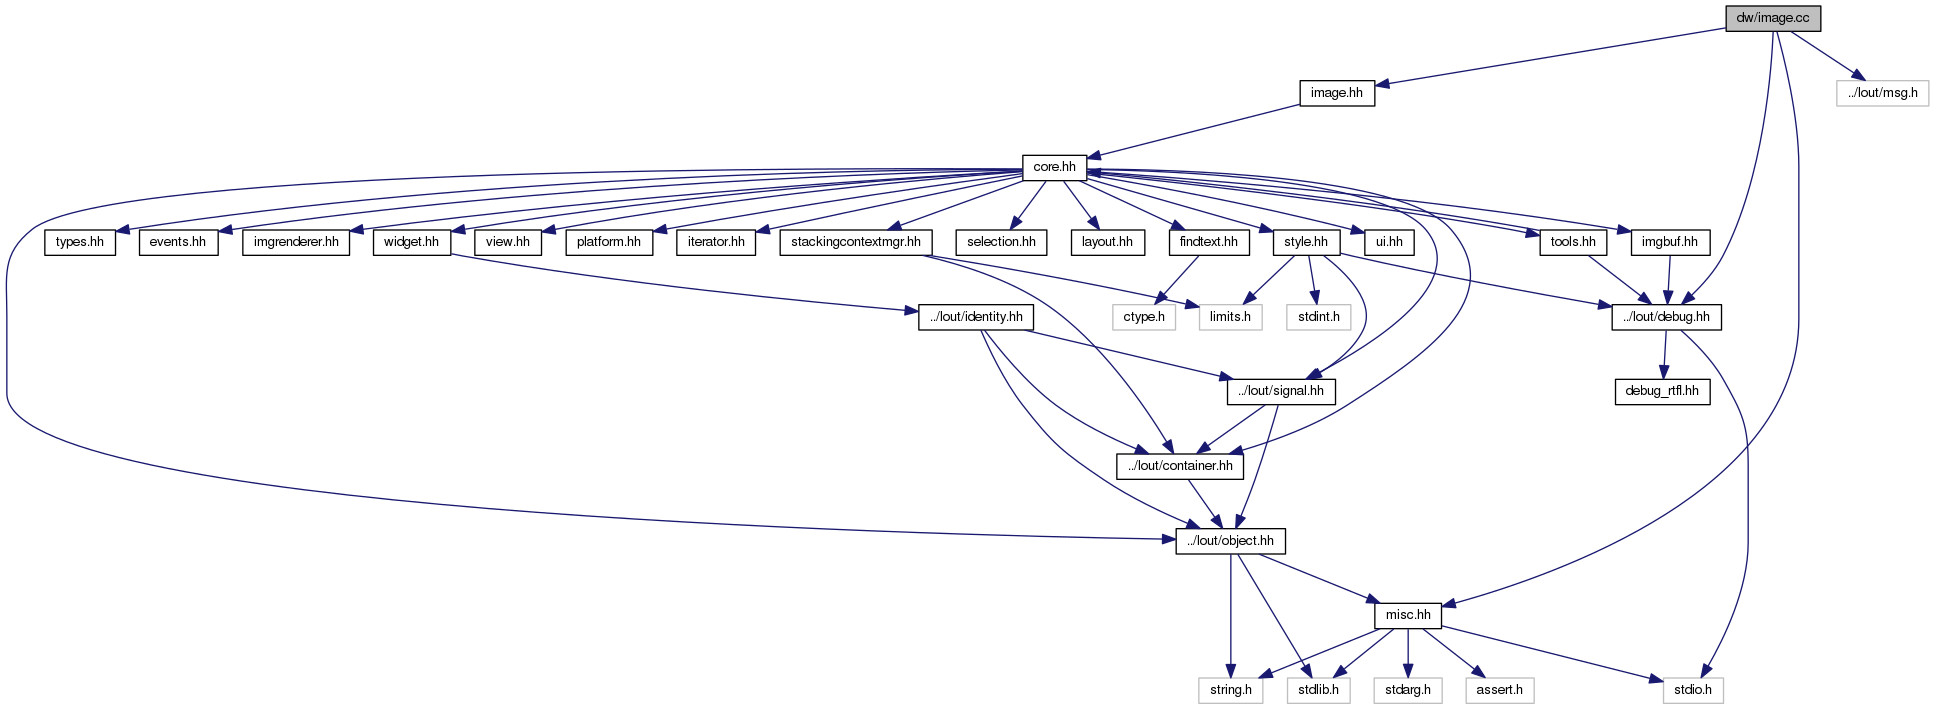 dw/image.cc
image.hh
../lout/msg.h
core.hh
types.hh
events.hh
imgrenderer.hh
widget.hh
view.hh
platform.hh
iterator.hh
stackingcontextmgr.hh
selection.hh
layout.hh
findtext.hh
style.hh
ui.hh
tools.hh
imgbuf.hh
../lout/identity.hh
ctype.h
limits.h
stdint.h
../lout/debug.hh
../lout/signal.hh
debug_rtfl.hh
../lout/container.hh
../lout/object.hh
misc.hh
string.h
stdlib.h
stdarg.h
assert.h
stdio.h